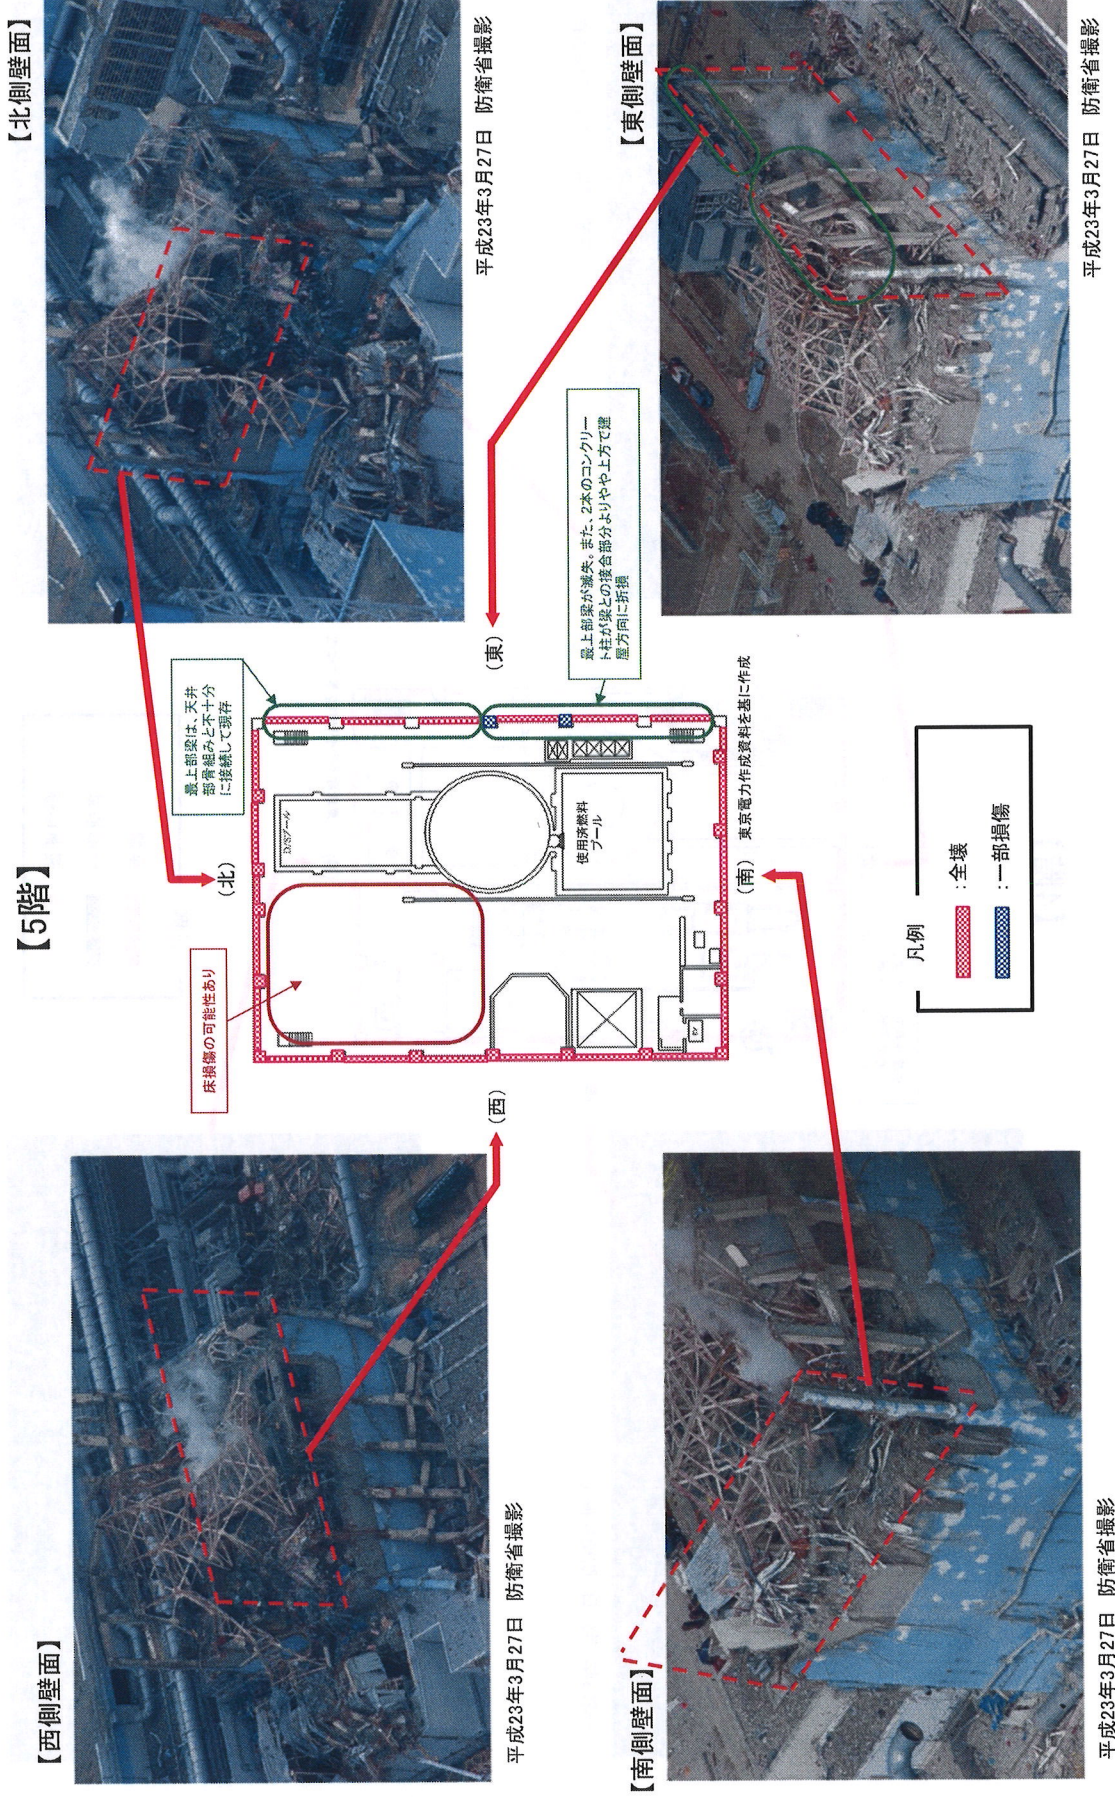 【5階】
【西側壁面】
平成23年3月27日 防衛省撮影
【北側壁面】
平成23年3月27日 防衛省撮影
【南側壁面】
平成23年3月27日 防衛省撮影
【東側壁面】
平成23年3月27日 防衛省撮影
床損傷の可能性あり
最上部梁は、天井
部骨組みと不十分
に接続して現存
最上部梁が滅失。また、2本のコンクリー
ト柱が梁との接合部分よりやや上方で建
屋方向に折損
(北)
(西)
(東)
(南)
D/Sプール
使用済燃料
プール
EV
東京電力作成資料を基に作成
凡例
:全壊
:一部損傷